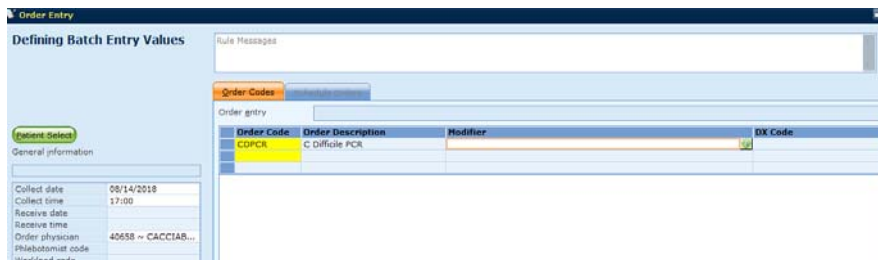 Order Entry
Defining Batch Entry Values
Rule Messages
Order Codes
Order entry
Patient Select
General information
Order Code Order Description Modifier DX Code
CDPCR C Difficile PCR
Collect date 08/14/2018
Collect time 17:00
Receive date
Receive time
Order physician 40658 ~ CACCIAB...
Phlebotomist code
Workload code